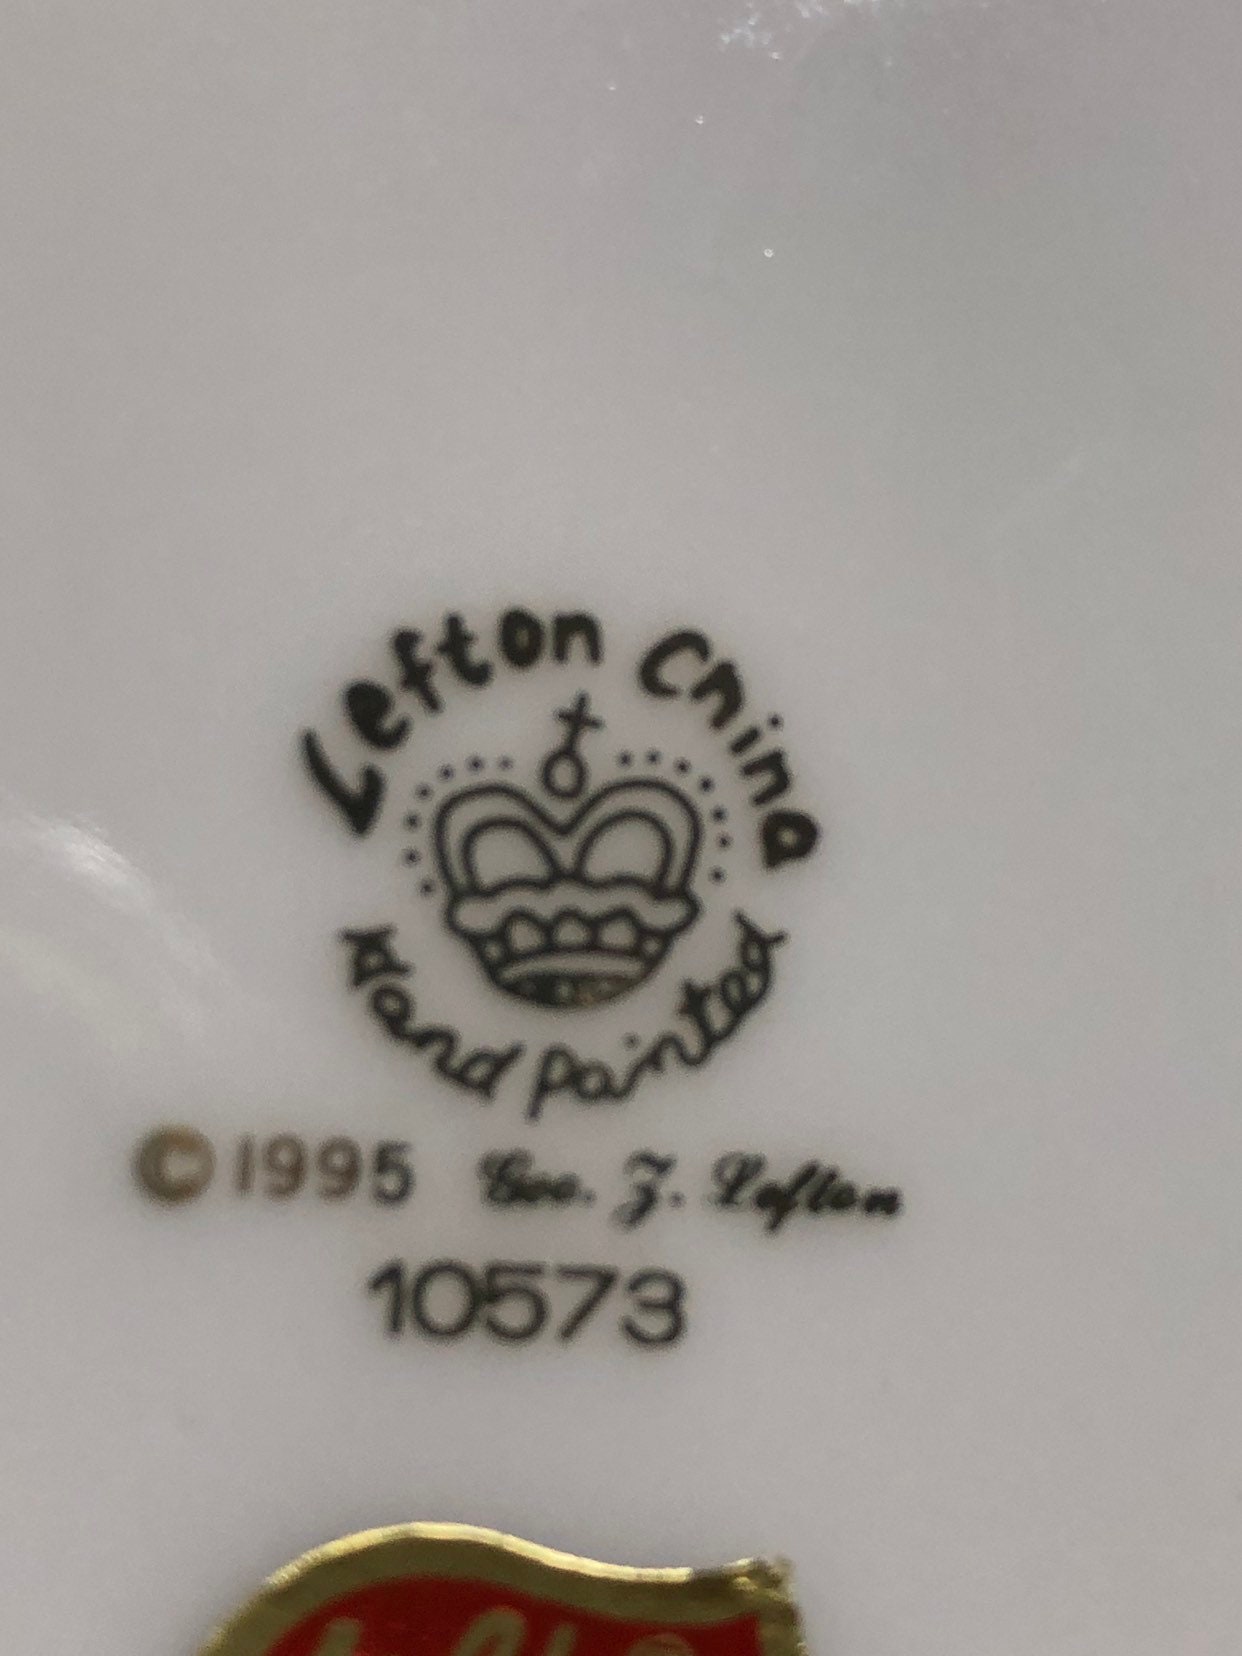 Lefton China
Hand Painted
©1995 Geo. Z. Lefton
10573